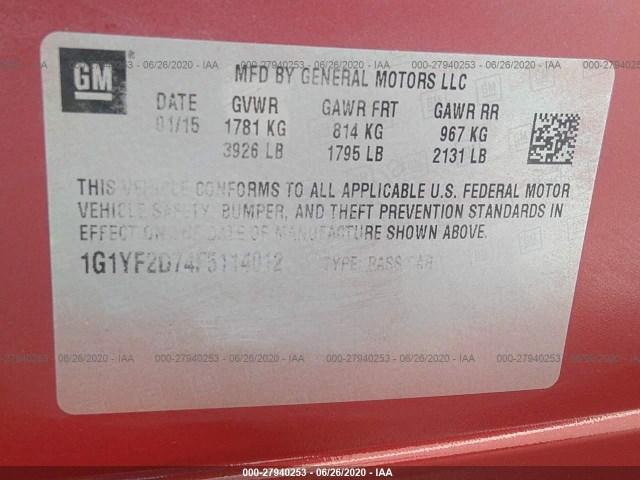 GM ®
MFD BY GENERAL MOTORS LLC
DATE GVWR GAWR FRT GAWR RR
01/15 1781 KG 814 KG 967 KG
3926 LB 1795 LB 2131 LB
THIS VEHICLE CONFORMS TO ALL APPLICABLE U.S. FEDERAL MOTOR
VEHICLE SAFETY, BUMPER, AND THEFT PREVENTION STANDARDS IN
EFFECT ON THE DATE OF MANUFACTURE SHOWN ABOVE.
1G1YF2D74F5114012 TYPE: PASS CAR
000-27940253 - 06/26/2020 - IAA